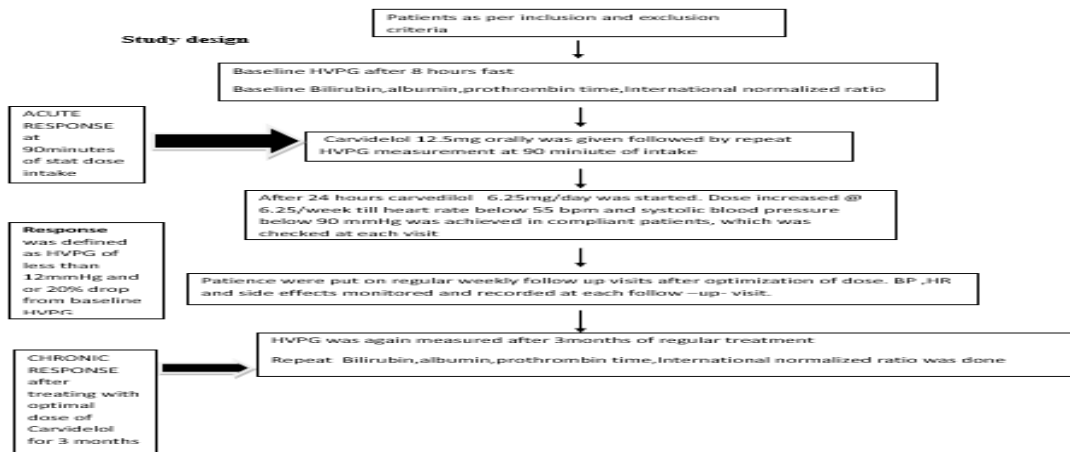 Study design
Patients as per inclusion and exclusion
criteria
Baseline HVPG after 8 hours fast
Baseline Bilirubin,albumin,prothrombin time,International normalized ratio
ACUTE
RESPONSE
at
90minutes
of stat dose
intake
Carvidelol 12.5mg orally was given followed by repeat
HVPG measurement at 90 miniute of intake
After 24 hours carvedilol 6.25mg/day was started. Dose increased @
6.25/week till heart rate below 55 bpm and systolic blood pressure
below 90 mmHg was achieved in compliant patients, which was
checked at each visit
Response
was defined
as HVPG of
less than
12mmHg and
or 20% drop
from baseline
HVPG
Patience were put on regular weekly follow up visits after optimization of dose. BP ,HR
and side effects monitored and recorded at each follow –up- visit.
HVPG was again measured after 3months of regular treatment
Repeat Bilirubin,albumin,prothrombin time,International normalized ratio was done
CHRONIC
RESPONSE
after
treating with
optimal
dose of
Carvidelol
for 3 months